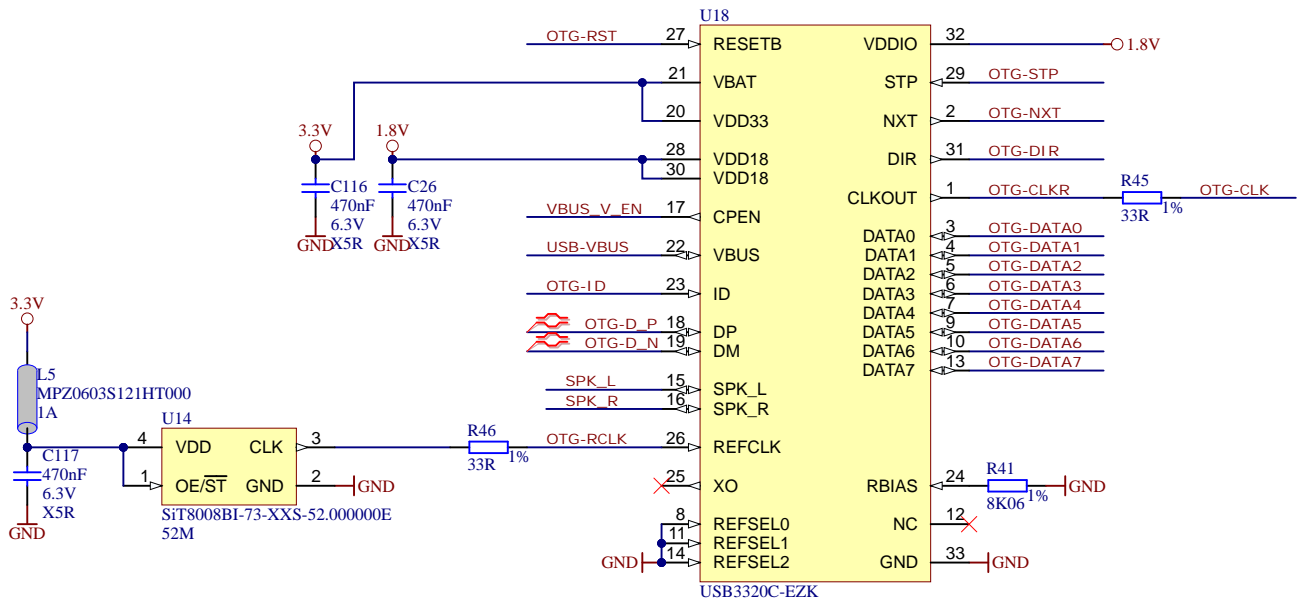 U18
OTG-RST 27 RESETB VDDIO 32 1.8V
21 VBAT STP 29 OTG-STP
20 VDD33 NXT 2 OTG-NXT
3.3V 1.8V
28 VDD18 DIR 31 OTG-DIR
30 VDD18
C116 C26
470nF 470nF
6.3V 6.3V
X5R X5R
GND GND
CLKOUT 1 OTG-CLKR R45 OTG-CLK
33R 1%
VBUS_V_EN 17 CPEN
DATA0 3 OTG-DATA0
USB-VBUS 22 VBUS DATA1 4 OTG-DATA1
DATA2 5 OTG-DATA2
OTG-ID 23 ID DATA3 6 OTG-DATA3
DATA4 7 OTG-DATA4
OTG-D_P 18 DP DATA5 9 OTG-DATA5
OTG-D_N 19 DM DATA6 10 OTG-DATA6
DATA7 13 OTG-DATA7
SPK_L 15 SPK_L
SPK_R 16 SPK_R
3.3V
L5
MPZ0603S121HT000
1A
U14
4 VDD CLK 3 R46 OTG-RCLK 26 REFCLK
33R 1%
C117
470nF
6.3V
X5R
GND
1 OE/ST GND 2 GND
SiT8008BI-73-XXS-52.000000E
52M
25 XO RBIAS 24 R41 GND
8K06 1%
8 REFSEL0 NC 12
11 REFSEL1
GND 14 REFSEL2 GND 33 GND
USB3320C-EZK